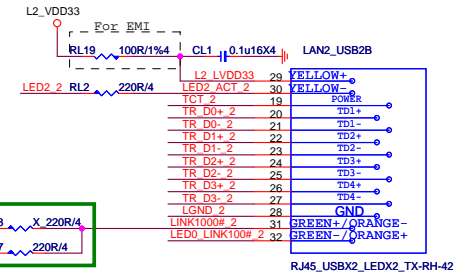 L2_VDD33
For EMI
RL19 100R/1%4 CL1 0.1u16X4 LAN2_USB2B
L2_LVDD33 29 YELLOW+
LED2_2 RL2 220R/4 LED2_ACT_2 30 YELLOW-
TCT_2 19 POWER
TR_D0+_2 20 TD1+
TR_D0-_2 21 TD1-
TR_D1+_2 22 TD2+
TR_D1-_2 23 TD2-
TR_D2+_2 24 TD3+
TR_D2-_2 25 TD3-
TR_D3+_2 26 TD4+
TR_D3-_2 27 TD4-
LGND_2 28 GND
X_220R/4 LINK1000#_2 31 GREEN+/ORANGE-
220R/4 LED0_LINK100#_2 32 GREEN-/ORANGE+
RJ45_USBX2_LEDX2_TX-RH-42